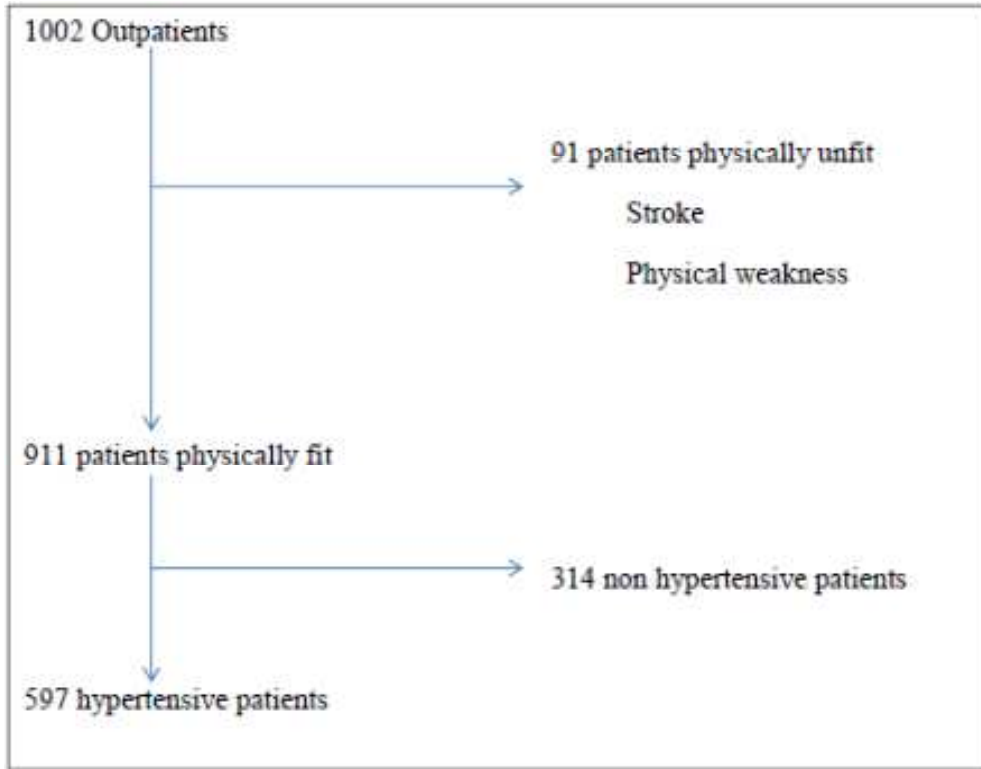 1002 Outpatients
91 patients physically unfit
Stroke
Physical weakness
911 patients physically fit
314 non hypertensive patients
597 hypertensive patients